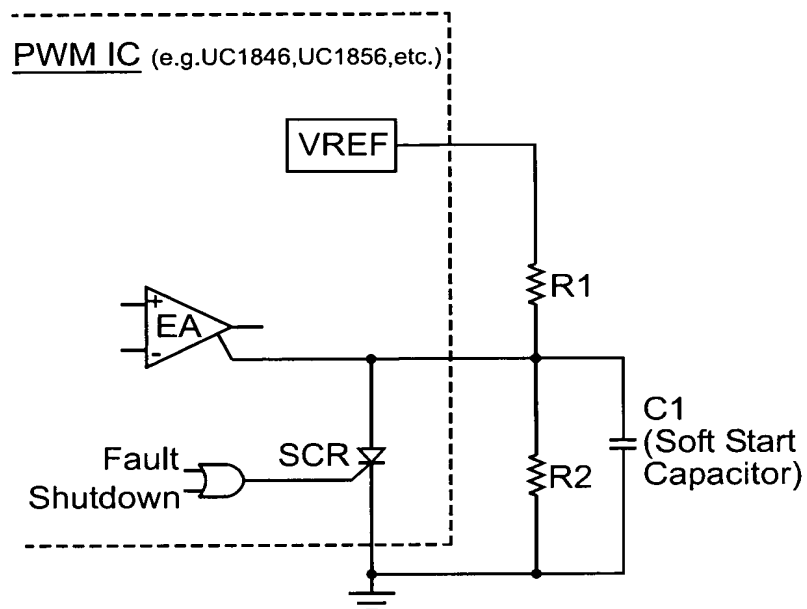 PWM IC (e.g.UC1846,UC1856,etc.)
VREF
R1
+
EA
-
C1
(Soft Start
Capacitor)
Fault
Shutdown
SCR
R2